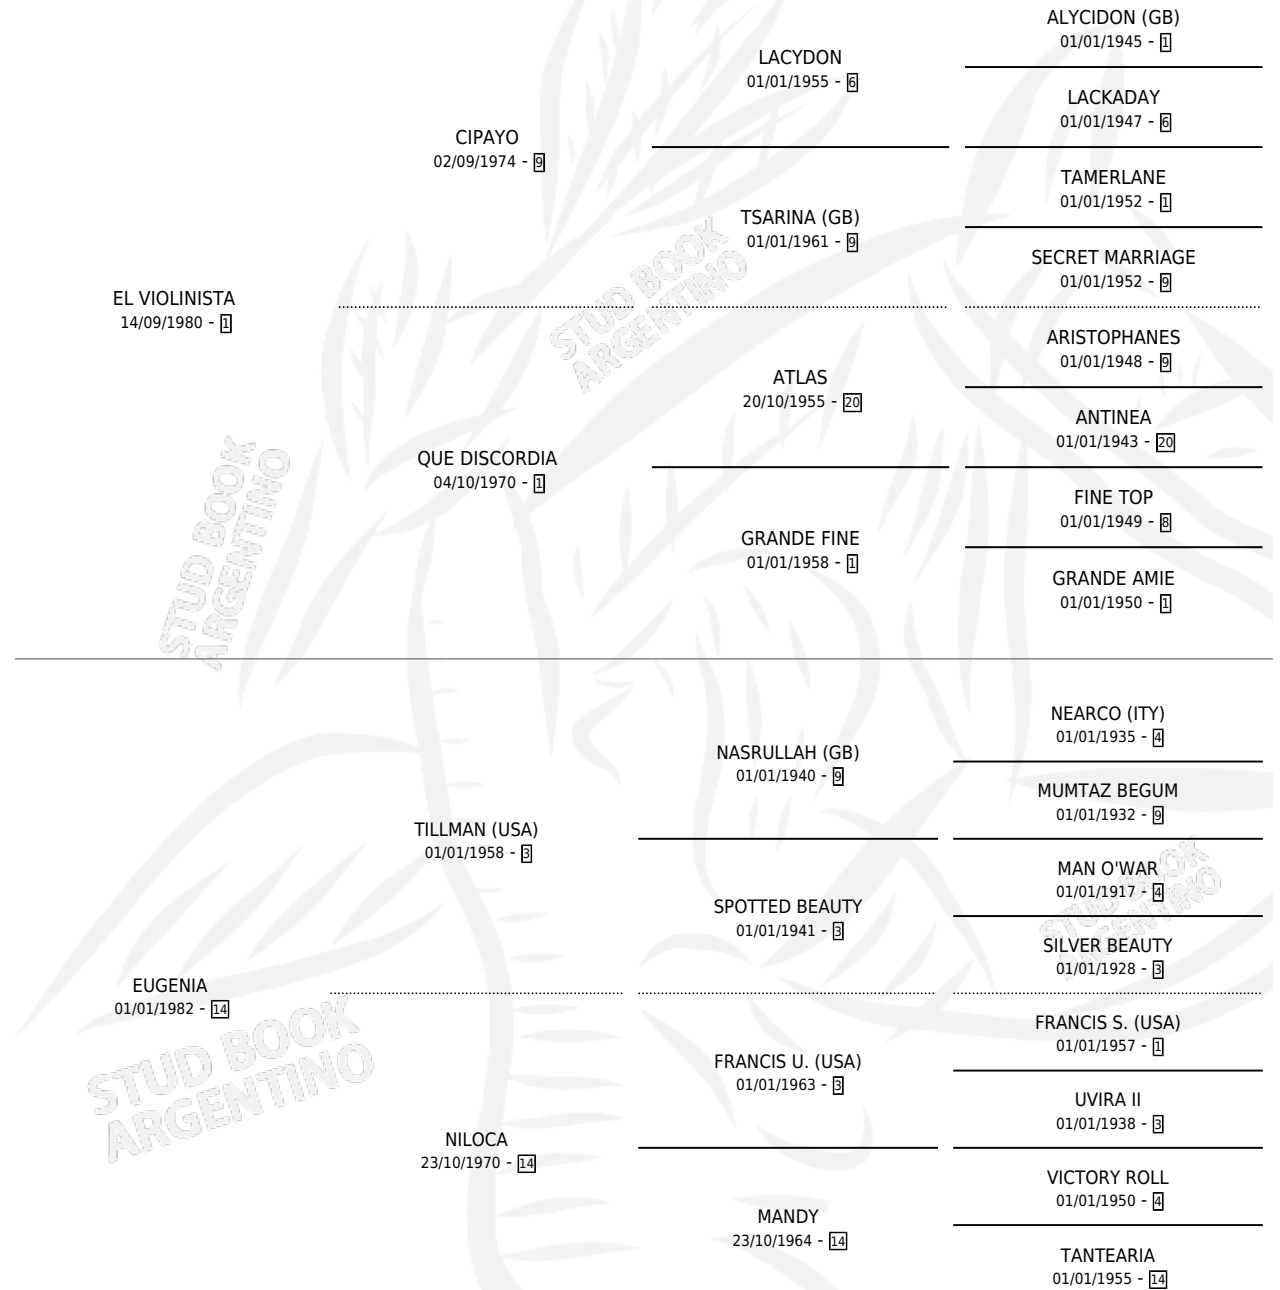 ALYCIDON (GB)
01/01/1945 - 1
LACYDON
01/01/1955 - 6
LACKADAY
01/01/1947 - 6
CIPAYO
02/09/1974 - 9
TAMERLANE
01/01/1952 - 1
TSARINA (GB)
01/01/1961 - 9
SECRET MARRIAGE
01/01/1952 - 9
STUD BOOK
ARGENTINO
EL VIOLINISTA
14/09/1980 - 1
ARISTOPHANES
01/01/1948 - 9
ATLAS
20/10/1955 - 20
ANTINEA
01/01/1943 - 20
QUE DISCORDIA
04/10/1970 - 1
FINE TOP
01/01/1949 - 8
GRANDE FINE
01/01/1958 - 1
GRANDE AMIE
01/01/1950 - 1
STUD BOOK
ARGENTINO
NEARCO (ITY)
01/01/1935 - 4
NASRULLAH (GB)
01/01/1940 - 9
MUMTAZ BEGUM
01/01/1932 - 9
TILLMAN (USA)
01/01/1958 - 3
MAN O'WAR
01/01/1917 - 4
SPOTTED BEAUTY
01/01/1941 - 3
SILVER BEAUTY
01/01/1928 - 3
STUD BOOK
ARGENTINO
EUGENIA
01/01/1982 - 14
FRANCIS S. (USA)
01/01/1957 - 1
FRANCIS U. (USA)
01/01/1963 - 3
UVIRA II
01/01/1938 - 3
STUD BOOK
ARGENTINO
NILOCA
23/10/1970 - 14
VICTORY ROLL
01/01/1950 - 4
MANDY
23/10/1964 - 14
TANTEARIA
01/01/1955 - 14